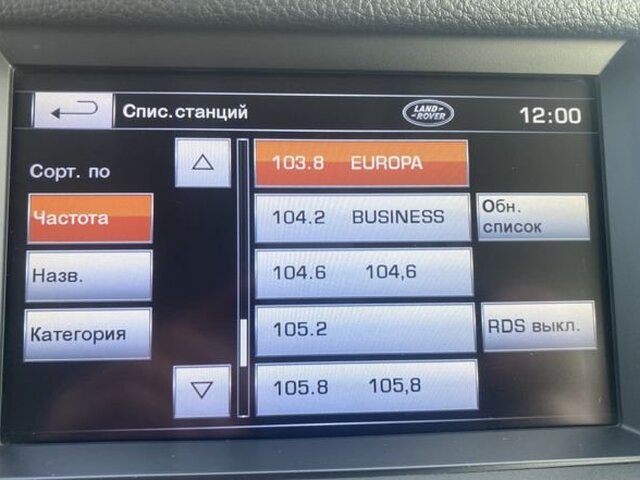 Спис.станций
LAND-
-ROVER
12:00
Сорт. по
Частота
Назв.
Категория
103.8 EUROPA
104.2 BUSINESS
104.6 104,6
105.2
105.8 105,8
Обн.
список
RDS выкл.